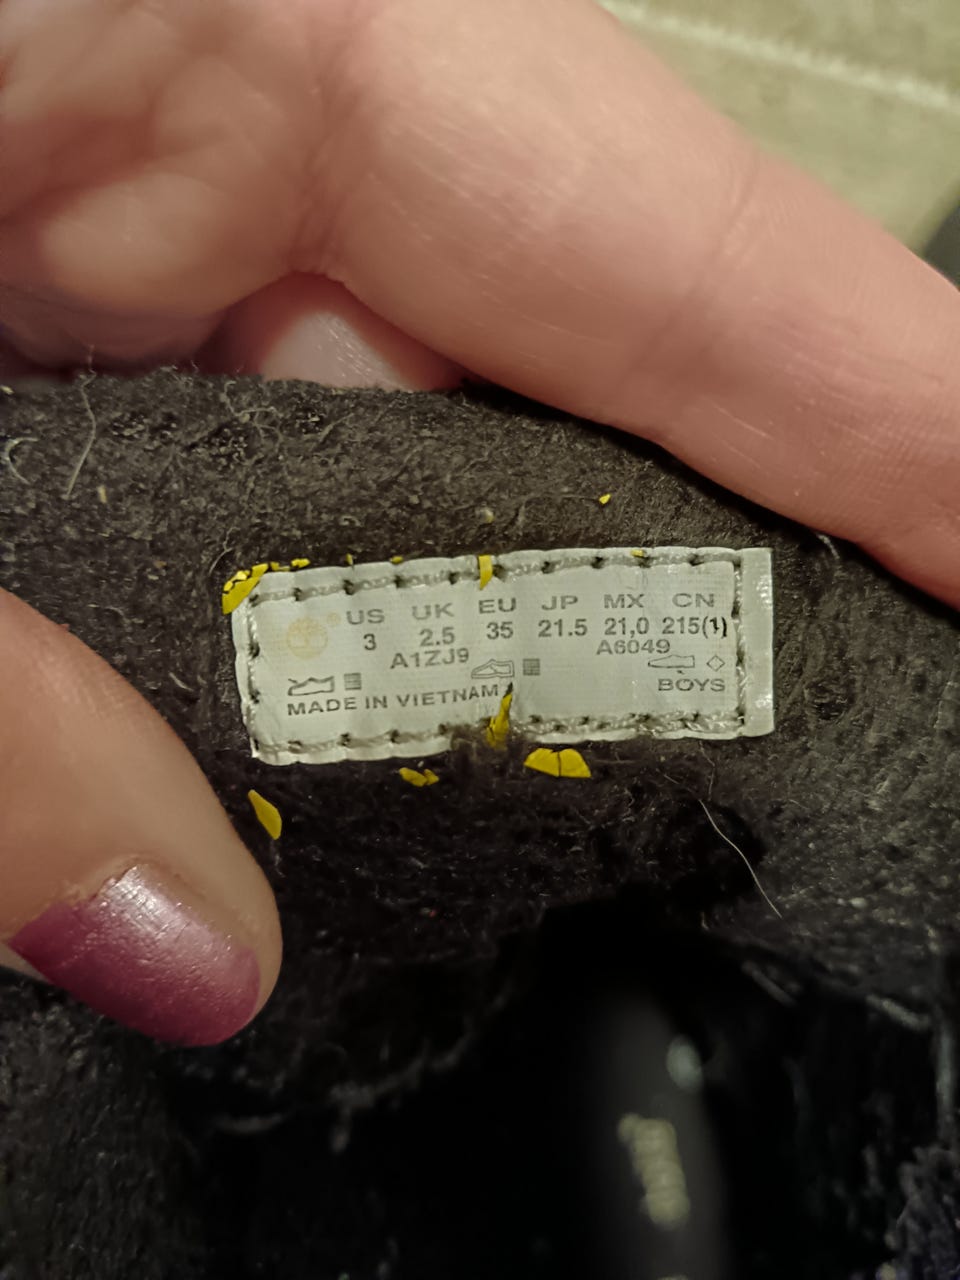 US UK EU JP MX CN
3 2.5 35 21.5 21,0 215(1)
A1ZJ9 A6049
BOYS
MADE IN VIETNAM